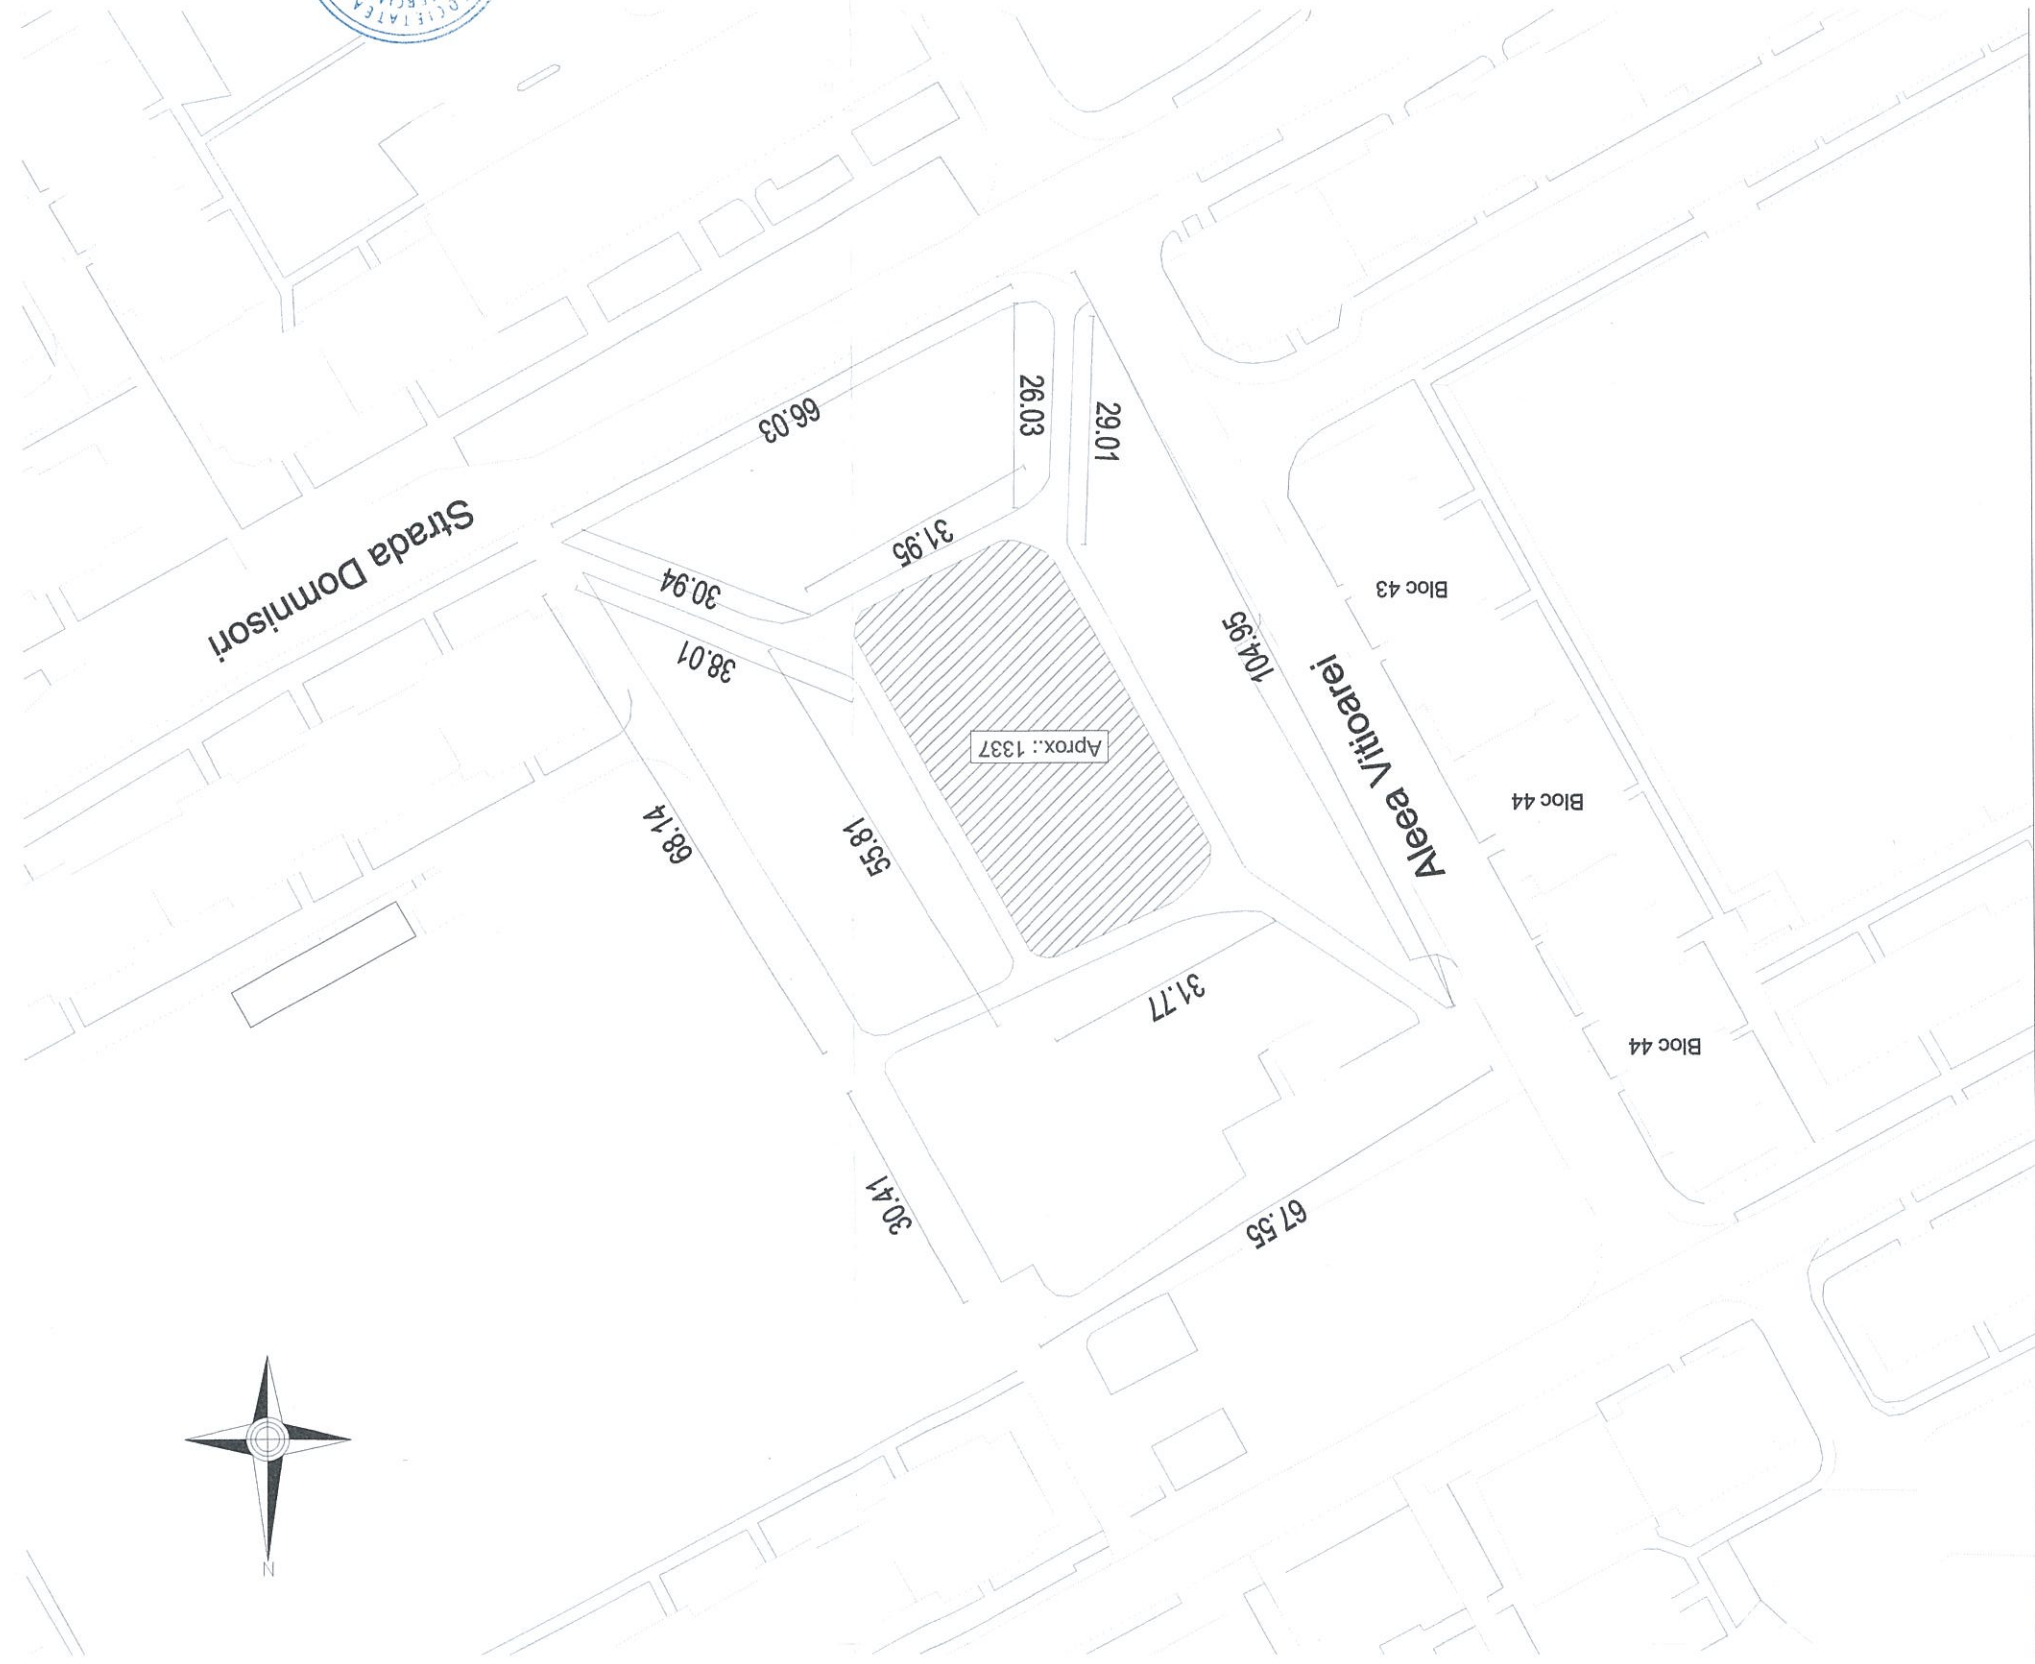 N
67.55
30.41
Bloc 44
31.77
68.14
55.81
Bloc 44
Aleea Vitioarei
Aprox.: 1337
104.95
38.01
Bloc 43
30.94
Strada Domnisori
31.95
29.01
26.03
66.03
OCIETATEA